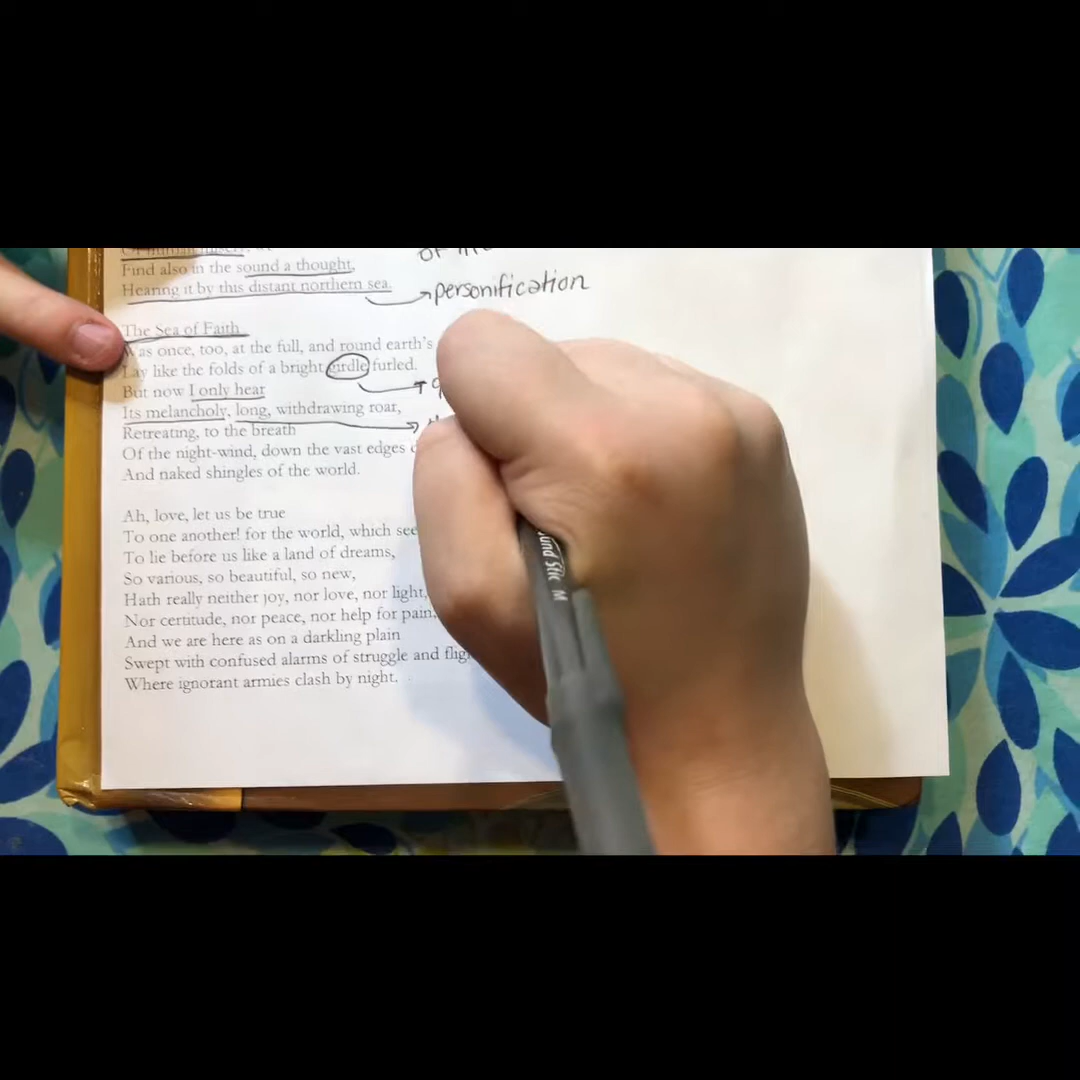 of
Find also in the sound a thought,
Hearing it by this distant northern sea.
personification
The Sea of Faith
Was once, too, at the full, and round earth's
Lay like the folds of a bright girdle furled.
But now I only hear
Its melancholy, long, withdrawing roar,
Retreating, to the breath
Of the night-wind, down the vast edges
And naked shingles of the world.
Ah, love, let us be true
To one another! for the world, which see
To lie before us like a land of dreams,
So various, so beautiful, so new,
Hath really neither joy, nor love, nor light,
Nor certitude, nor peace, nor help for pain.
And we are here as on a darkling plain
Swept with confused alarms of struggle and flig
Where ignorant armies clash by night.
Stic M